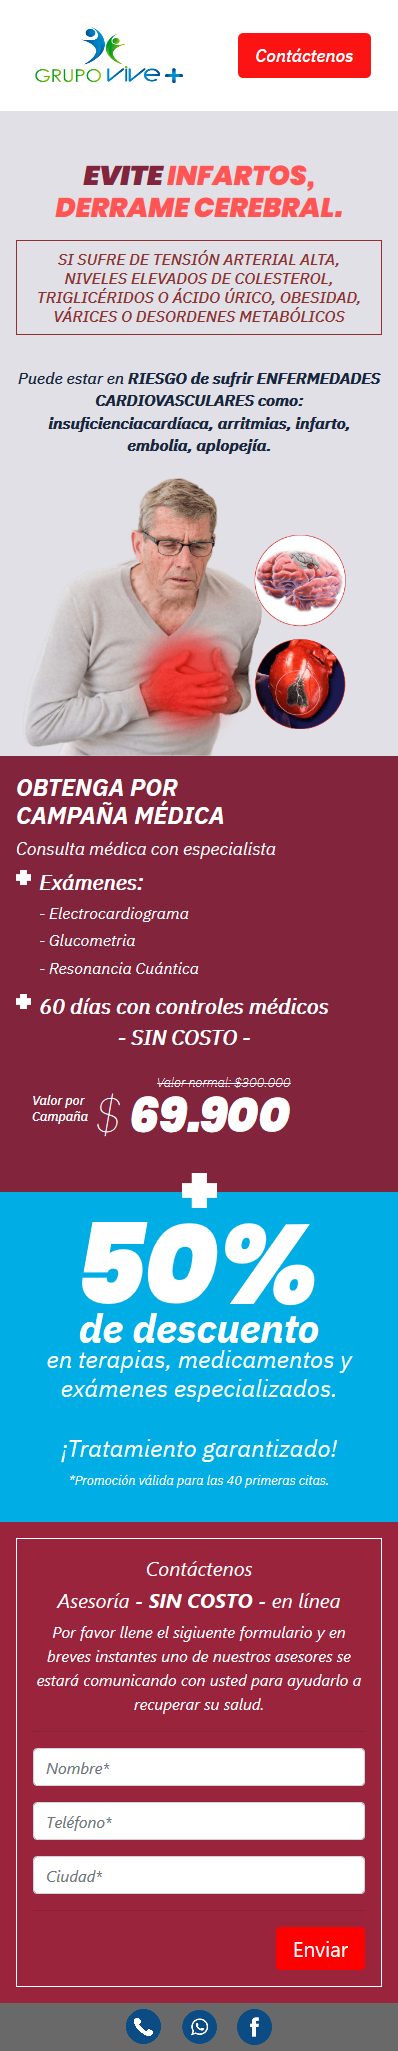 GRUPO VIVE +
Contáctenos
EVITE INFARTOS,
DERRAME CEREBRAL.
SI SUFRE DE TENSIÓN ARTERIAL ALTA,
NIVELES ELEVADOS DE COLESTEROL,
TRIGLICÉRIDOS O ÁCIDO ÚRICO, OBESIDAD,
VÁRICES O DESORDENES METABÓLICOS
Puede estar en RIESGO de sufrir ENFERMEDADES
CARDIOVASCULARES como:
insuficienciacardíaca, arritmias, infarto,
embolia, aplopejía.
OBTENGA POR
CAMPAÑA MÉDICA
Consulta médica con especialista
Exámenes:
- Electrocardiograma
- Glucometria
- Resonancia Cuántica
60 días con controles médicos
- SIN COSTO -
Valor normal: $300.000
Valor por
Campaña
$ 69.900
50%
de descuento
en terapias, medicamentos y
exámenes especializados.
¡Tratamiento garantizado!
*Promoción válida para las 40 primeras citas.
Contáctenos
Asesoría - SIN COSTO - en línea
Por favor llene el sigiuente formulario y en
breves instantes uno de nuestros asesores se
estará comunicando con usted para ayudarlo a
recuperar su salud.
Nombre*
Teléfono*
Ciudad*
Enviar